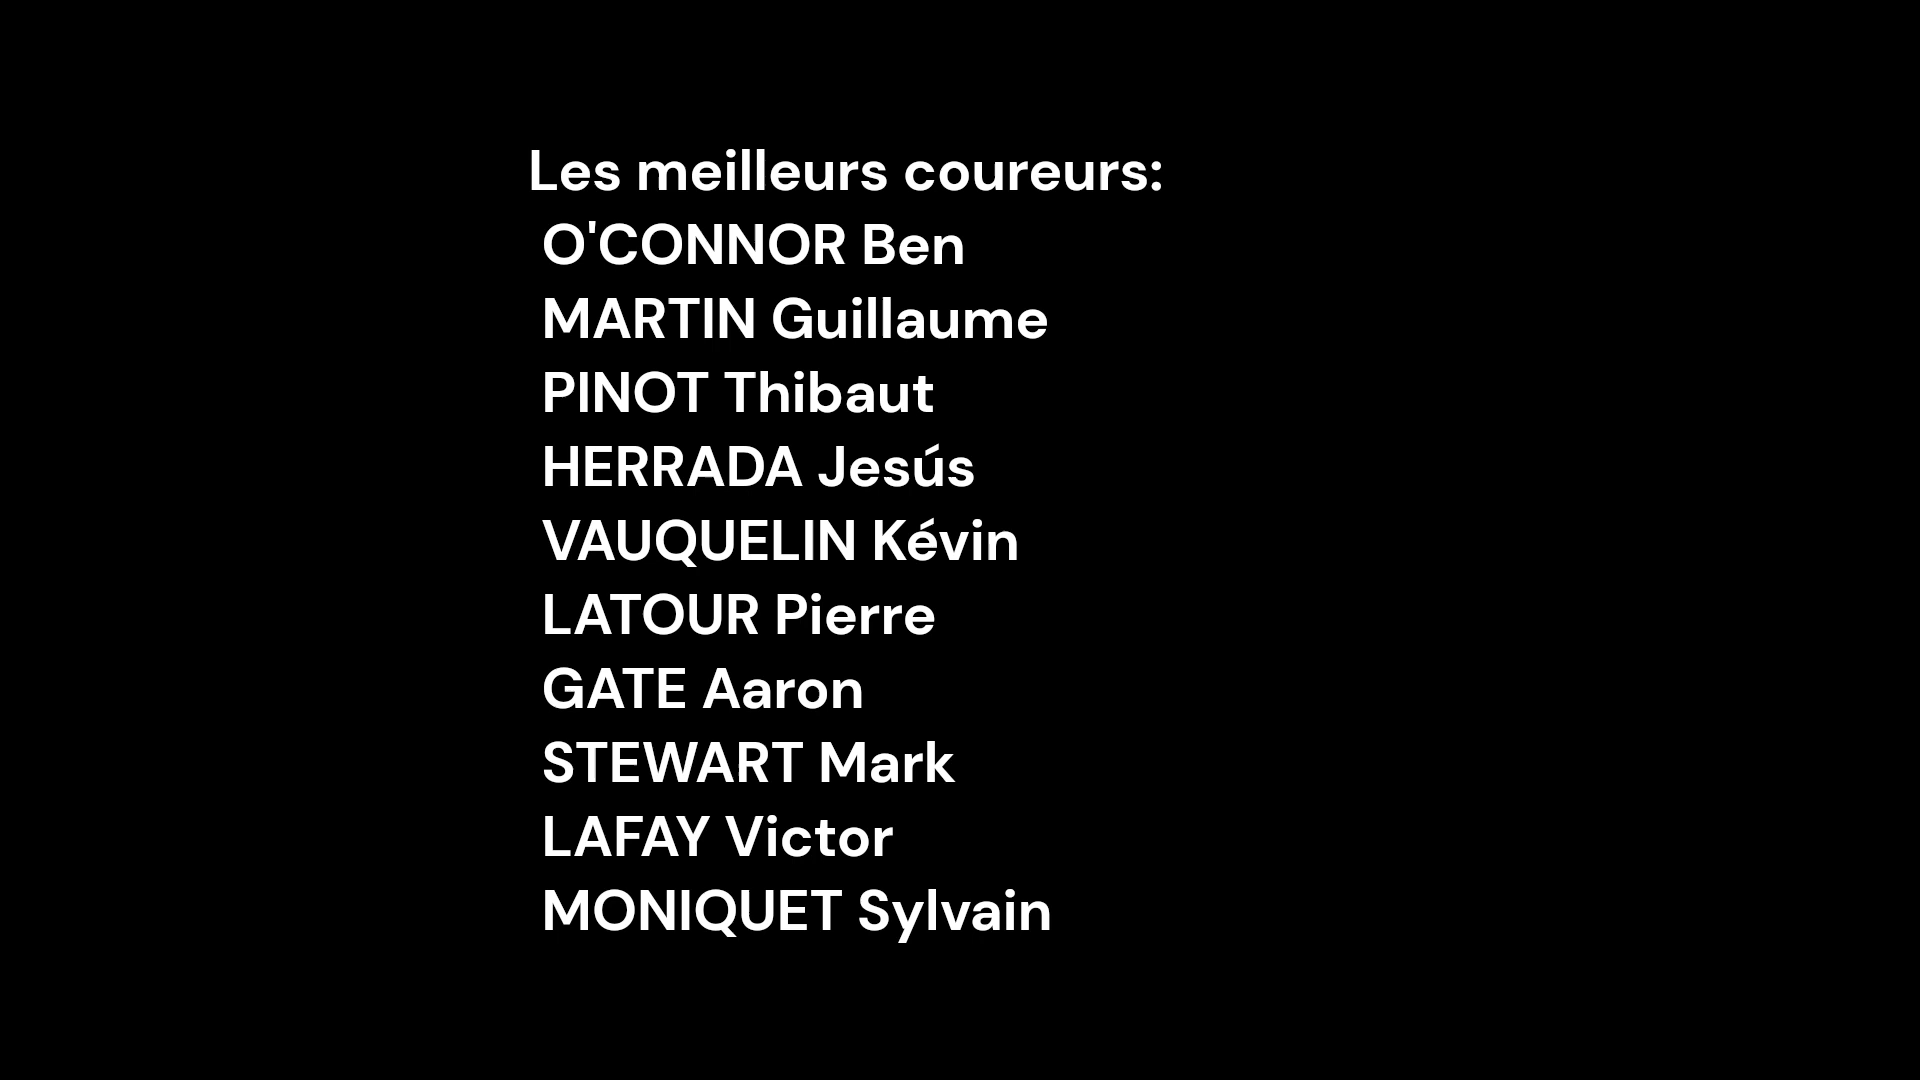 Les meilleurs coureurs:
O'CONNOR Ben
MARTIN Guillaume
PINOT Thibaut
HERRADA Jesús
VAUQUELIN Kévin
LATOUR Pierre
GATE Aaron
STEWART Mark
LAFAY Victor
MONIQUET Sylvain